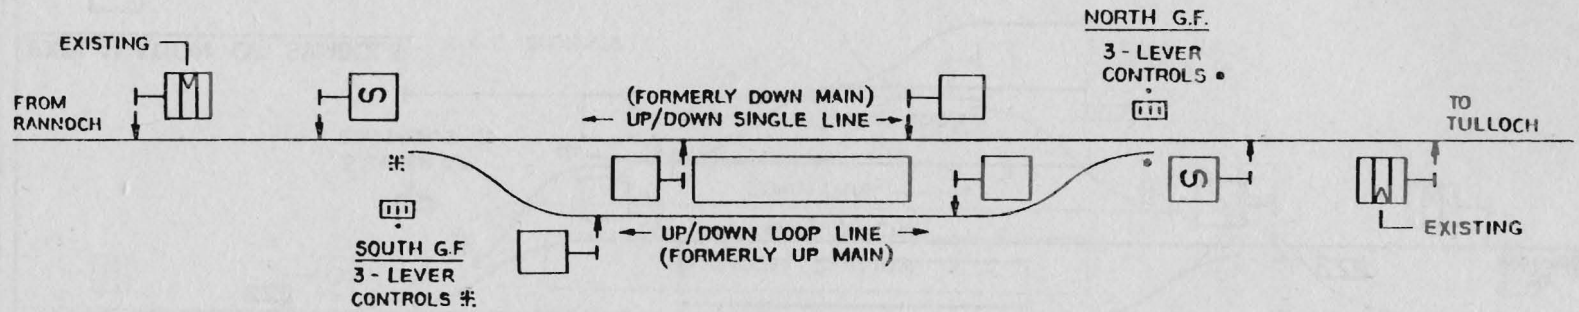 NORTH G.F.
3 - LEVER
CONTROLS •
EXISTING
S
(FORMERLY DOWN MAIN)
← UP/DOWN SINGLE LINE →
FROM
RANNOCH
TO
TULLOCH
S
EXISTING
← UP/DOWN LOOP LINE →
(FORMERLY UP MAIN)
SOUTH G.F
3 - LEVER
CONTROLS ⁜